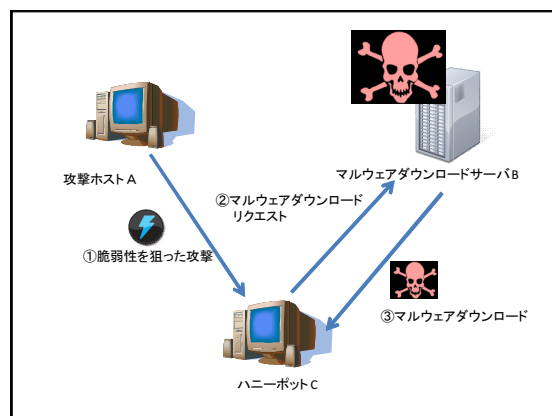 攻撃ホストA
マルウェアダウンロードサーバB
②マルウェアダウンロード
リクエスト
①脆弱性を狙った攻撃
③マルウェアダウンロード
ハニーポットC